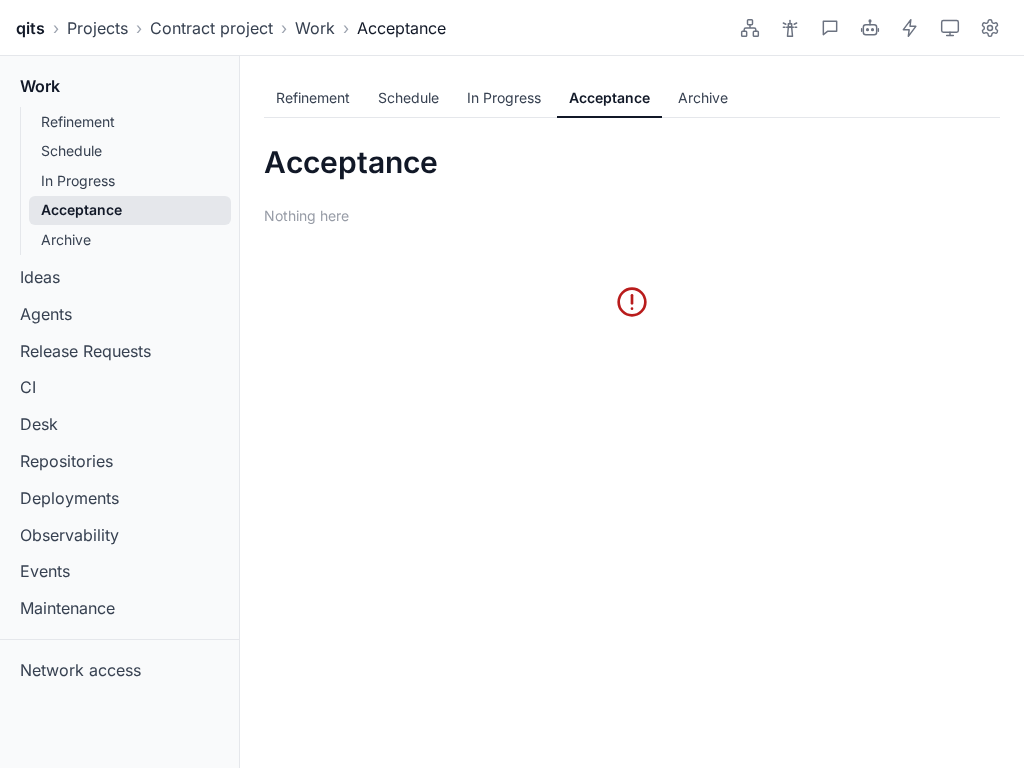 qits › Projects › Contract project › Work › Acceptance
Work
Refinement
Schedule
In Progress
Acceptance
Archive
Ideas
Agents
Release Requests
CI
Desk
Repositories
Deployments
Observability
Events
Maintenance
Network access
Refinement Schedule In Progress Acceptance Archive
Acceptance
Nothing here